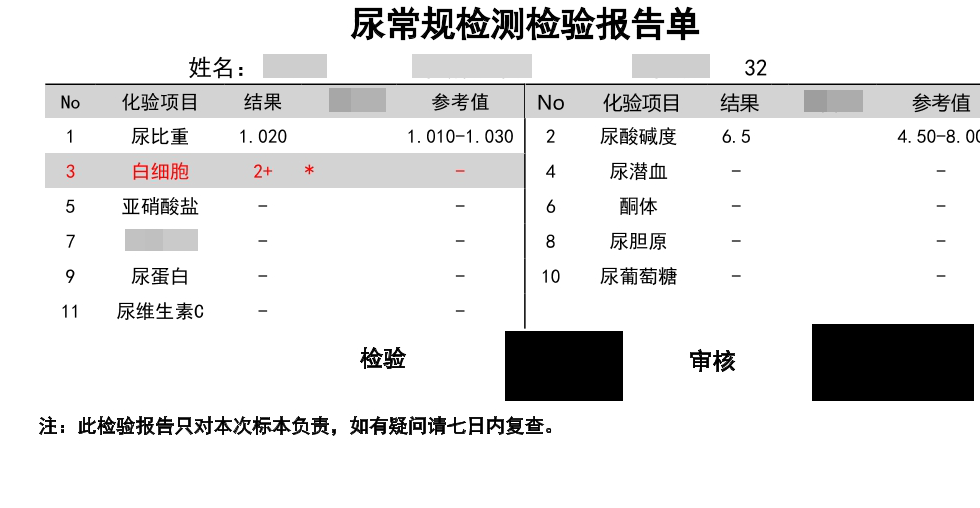 尿常规检测检验报告单
姓名： 32
No 化验项目 结果 参考值 No 化验项目 结果 参考值
1 尿比重 1.020 1.010-1.030 2 尿酸碱度 6.5 4.50-8.00
3 白细胞 2+ * - 4 尿潜血 - -
5 亚硝酸盐 - - 6 酮体 - -
7 - - 8 尿胆原 - -
9 尿蛋白 - - 10 尿葡萄糖 - -
11 尿维生素C - -
检验 审核
注：此检验报告只对本次标本负责，如有疑问请七日内复查。